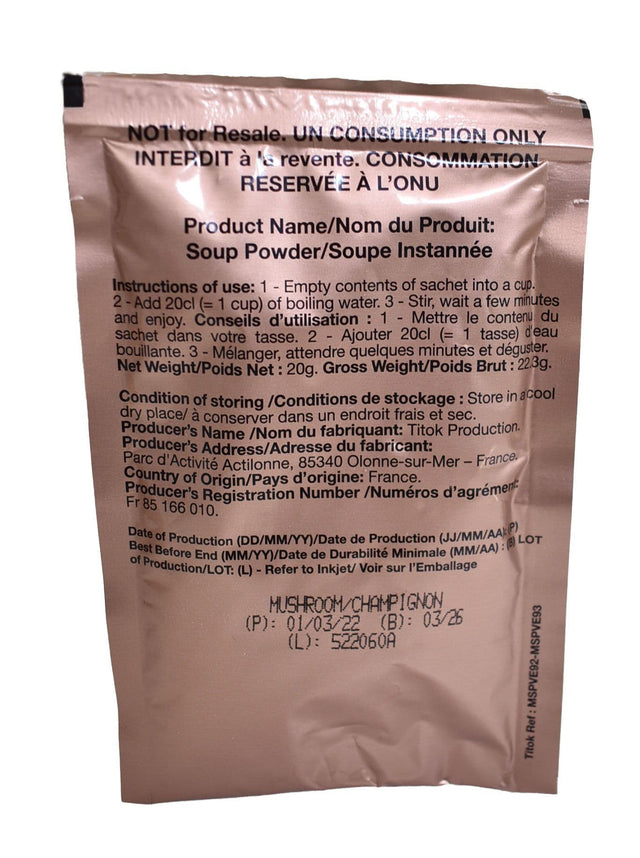 NOT for Resale. UN CONSUMPTION ONLY
INTERDIT à la revente. CONSOMMATION
RESERVÉE À L'ONU
Product Name/Nom du Produit:
Soup Powder/Soupe Instannée
Instructions of use: 1 - Empty contents of sachet into a cup.
2 - Add 20cl (= 1 cup) of boiling water. 3 - Stir, wait a few minutes
and enjoy. Conseils d'utilisation : 1 - Mettre le contenu du
sachet dans votre tasse. 2 - Ajouter 20cl (= 1 tasse) d'eau
bouillante. 3 - Mélanger, attendre quelques minutes et déguster.
Net Weight/Poids Net : 20g. Gross Weight/Poids Brut : 22.3g.
Condition of storing /Conditions de stockage : Store in a cool
dry place/ à conserver dans un endroit frais et sec.
Producer's Name /Nom du fabriquant: Titok Production.
Producer's Address/Adresse du fabricant:
Parc d'Activité Actilonne, 85340 Olonne-sur-Mer – France.
Country of Origin/Pays d'origine: France.
Producer's Registration Number /Numéros d'agrément:
Fr 85 166 010.
Date of Production (DD/MM/YY)/Date de Production (JJ/MM/AA): (P)
Best Before End (MM/YY)/Date de Durabilité Minimale (MM/AA) : (B) LOT
of Production/LOT: (L) - Refer to Inkjet/ Voir sur l'Emballage
MUSHROOM/CHAMPIGNON
(P): 01/03/22 (B): 03/26
(L): 522060A
Titok Ref : MSPVE92-MSPVE93